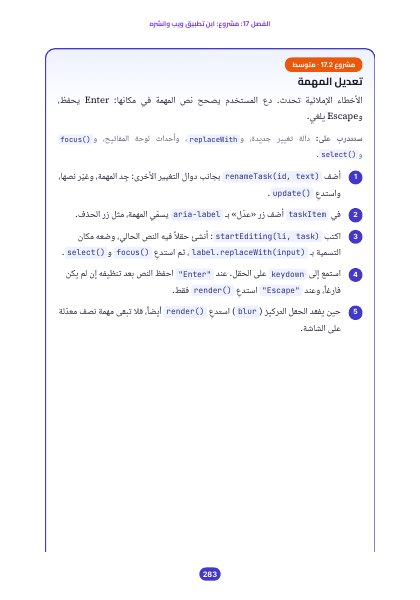 الفصل 17: مشروع: ابنِ تطبيق ويب وانشره
مشروع 17.2 · متوسط
تعديل المهمة
الأخطاء الإملائية تحدث. دع المستخدم يصحح نص المهمة في مكانها: Enter يحفظ،
وEscape يلغي.
ستتدرب على: دالة تغيير جديدة، و replaceWith ، وأحداث لوحة المفاتيح، و focus()
و select() .
1 أضف renameTask(id, text) بجانب دوال التغيير الأخرى: جِد المهمة، وغيّر نصها،
واستدعِ update() .
2 في taskItem أضف زر «عدّل» بـ aria-label يسمّي المهمة، مثل زر الحذف.
3 اكتب startEditing(li, task) : أنشئ حقلاً فيه النص الحالي، وضعه مكان
التسمية بـ label.replaceWith(input) ، ثم استدعِ focus() و select() .
4 استمع إلى keydown على الحقل. عند "Enter" احفظ النص بعد تنظيفه إن لم يكن
فارغاً، وعند "Escape" استدعِ render() فقط.
5 حين يفقد الحقل التركيز ( blur ) استدعِ render() أيضاً، فلا تبقى مهمة نصف معدّلة
على الشاشة.
283